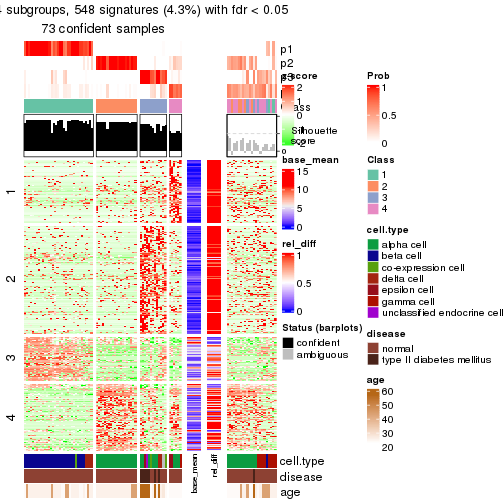 4 subgroups, 548 signatures (4.3%) with fdr < 0.05
73 confident samples
p1
p2
p3
Class
Silhouette
score
1
2
3
4
z-score
2
1
0
-1
-2
base_mean
15
10
5
0
rel_diff
1
0.5
0
Status (barplots)
confident
ambiguous
Prob
1
0.5
0
Class
1
2
3
4
cell.type
alpha cell
beta cell
co-expression cell
delta cell
epsilon cell
gamma cell
unclassified endocrine cell
disease
normal
type II diabetes mellitus
age
60
50
40
30
20
base_mean
rel_diff
cell.type
disease
age